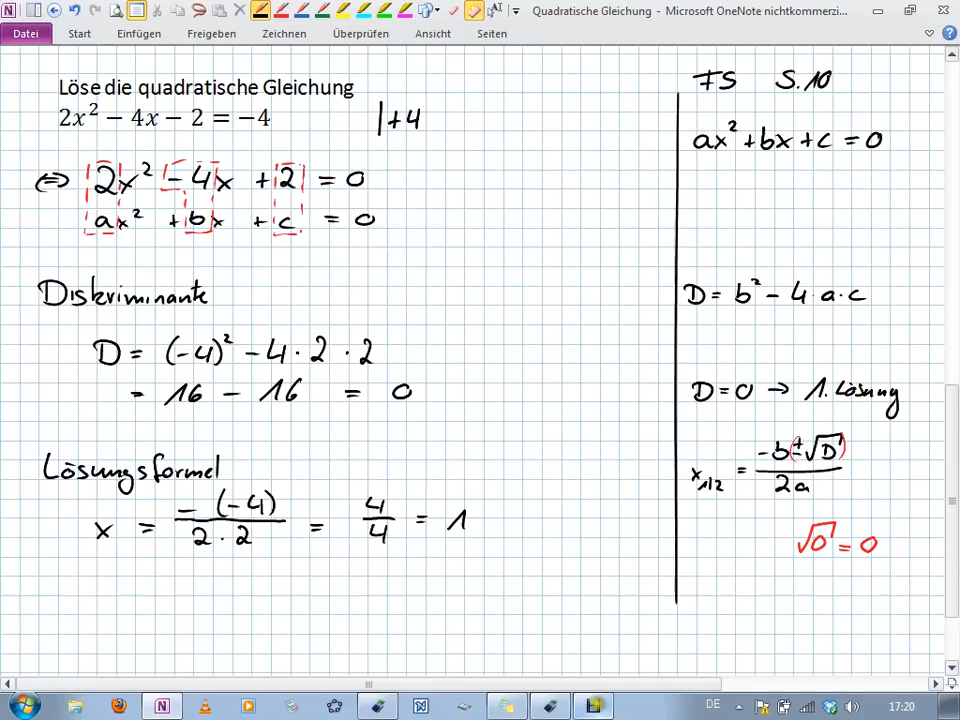 Quadratische Gleichung - Microsoft OneNote nichtkommerzi...
Datei Start Einfügen Freigeben Zeichnen Überprüfen Ansicht Seiten
Löse die quadratische Gleichung
2x² − 4x − 2 = −4 |+4
⇔ 2x² − 4x + 2 = 0
ax² + bx + c = 0
Diskriminante
D = (−4)² − 4 · 2 · 2
= 16 − 16 = 0
Lösungsformel
x = −(−4)/(2 · 2) = 4/4 = 1
FS S.10
ax² + bx + c = 0
D = b² − 4 · a · c
D = 0 → 1. Lösung
x₁/₂ = (−b ± √D)/2a
√0 = 0
DE 17:20